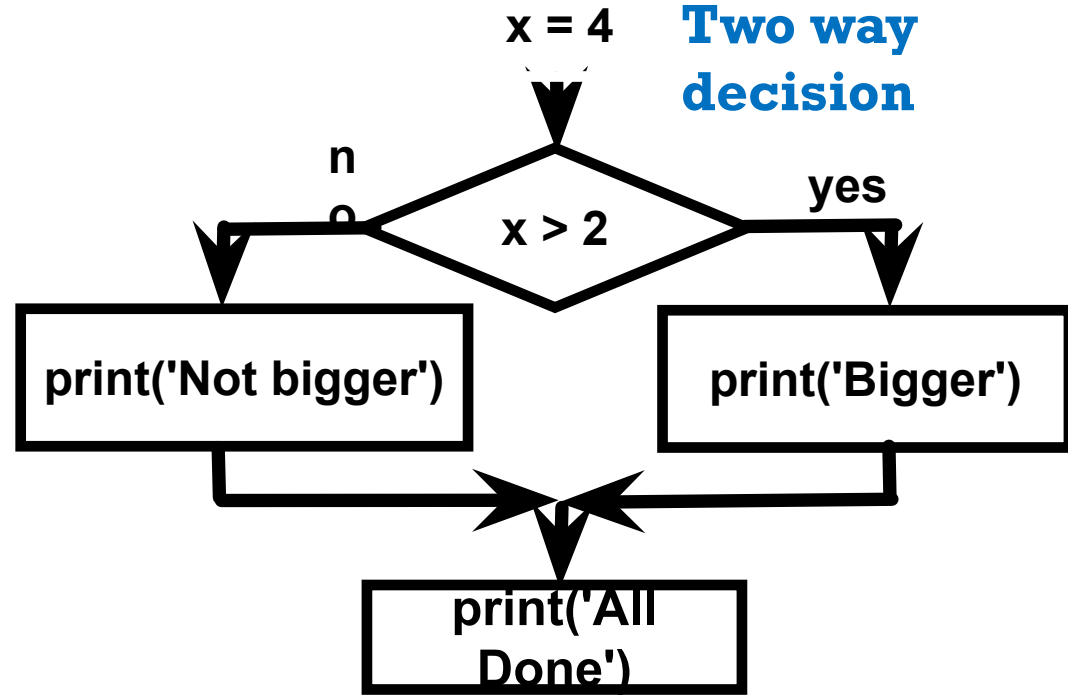 x = 4
Two way
decision
n
o
yes
x > 2
print('Not bigger')
print('Bigger')
print('All
Done')